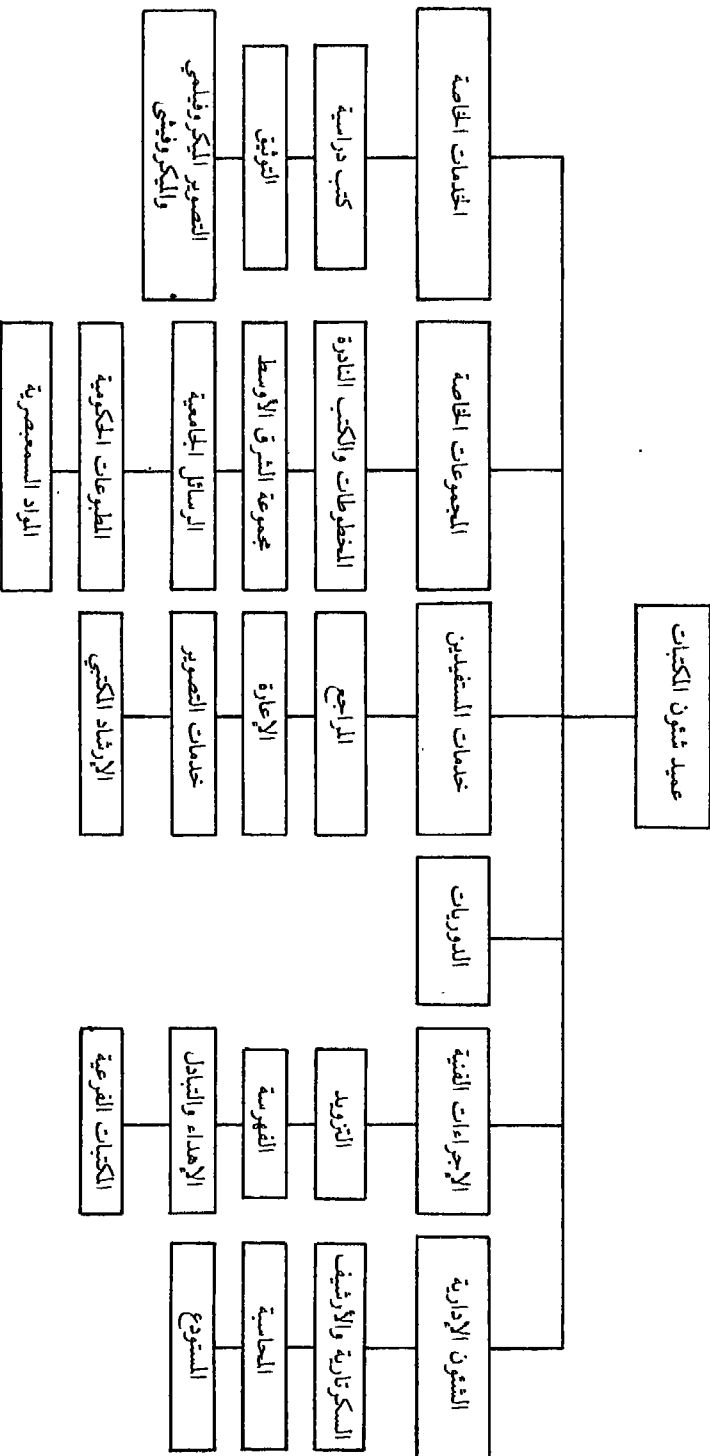 عميد شئون المكتبات
الشئون الإدارية
السكرتارية والأرشيف
المحاسبة
المستودع
الإجراءات الفنية
التزويد
الفهرسة
الإهداء والتبادل
المكتبات الفرعية
الدوريات
خدمات المستفيدين
المراجع
الإعارة
خدمات التصوير
الإرشاد المكتبي
المجموعات الخاصة
المخطوطات والكتب النادرة
مجموعة الشرق الأوسط
الرسائل الجامعية
المطبوعات الحكومية
المواد السمعبصرية
الخدمات الخاصة
كتب دراسية
التوثيق
التصوير الميكروفيلمي
والميكروفيشي